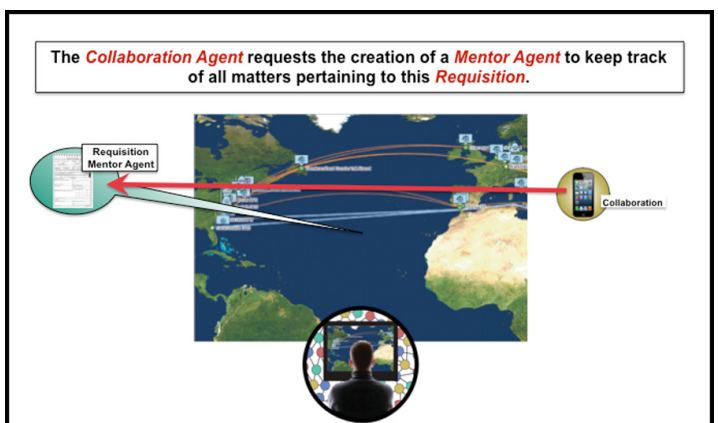 The Collaboration Agent requests the creation of a Mentor Agent to keep track
of all matters pertaining to this Requisition.
Requisition
Mentor Agent
Collaboration